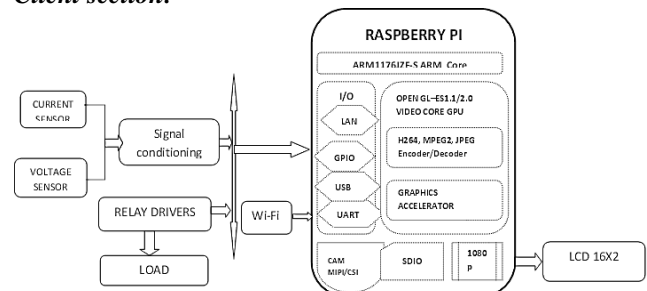 Client section:
RASPBERRY PI
ARM1176JZF-S ARM Core
I/O
LAN
GPIO
USB
UART
OPEN GL–ES1.1/2.0
VIDEO CORE GPU
H264, MPEG2, JPEG
Encoder/Decoder
GRAPHICS
ACCELERATOR
CAM
MIPI/CSI
SDIO
1080
p
CURRENT
SENSOR
VOLTAGE
SENSOR
Signal
conditioning
RELAY DRIVERS
LOAD
Wi-Fi
LCD 16X2